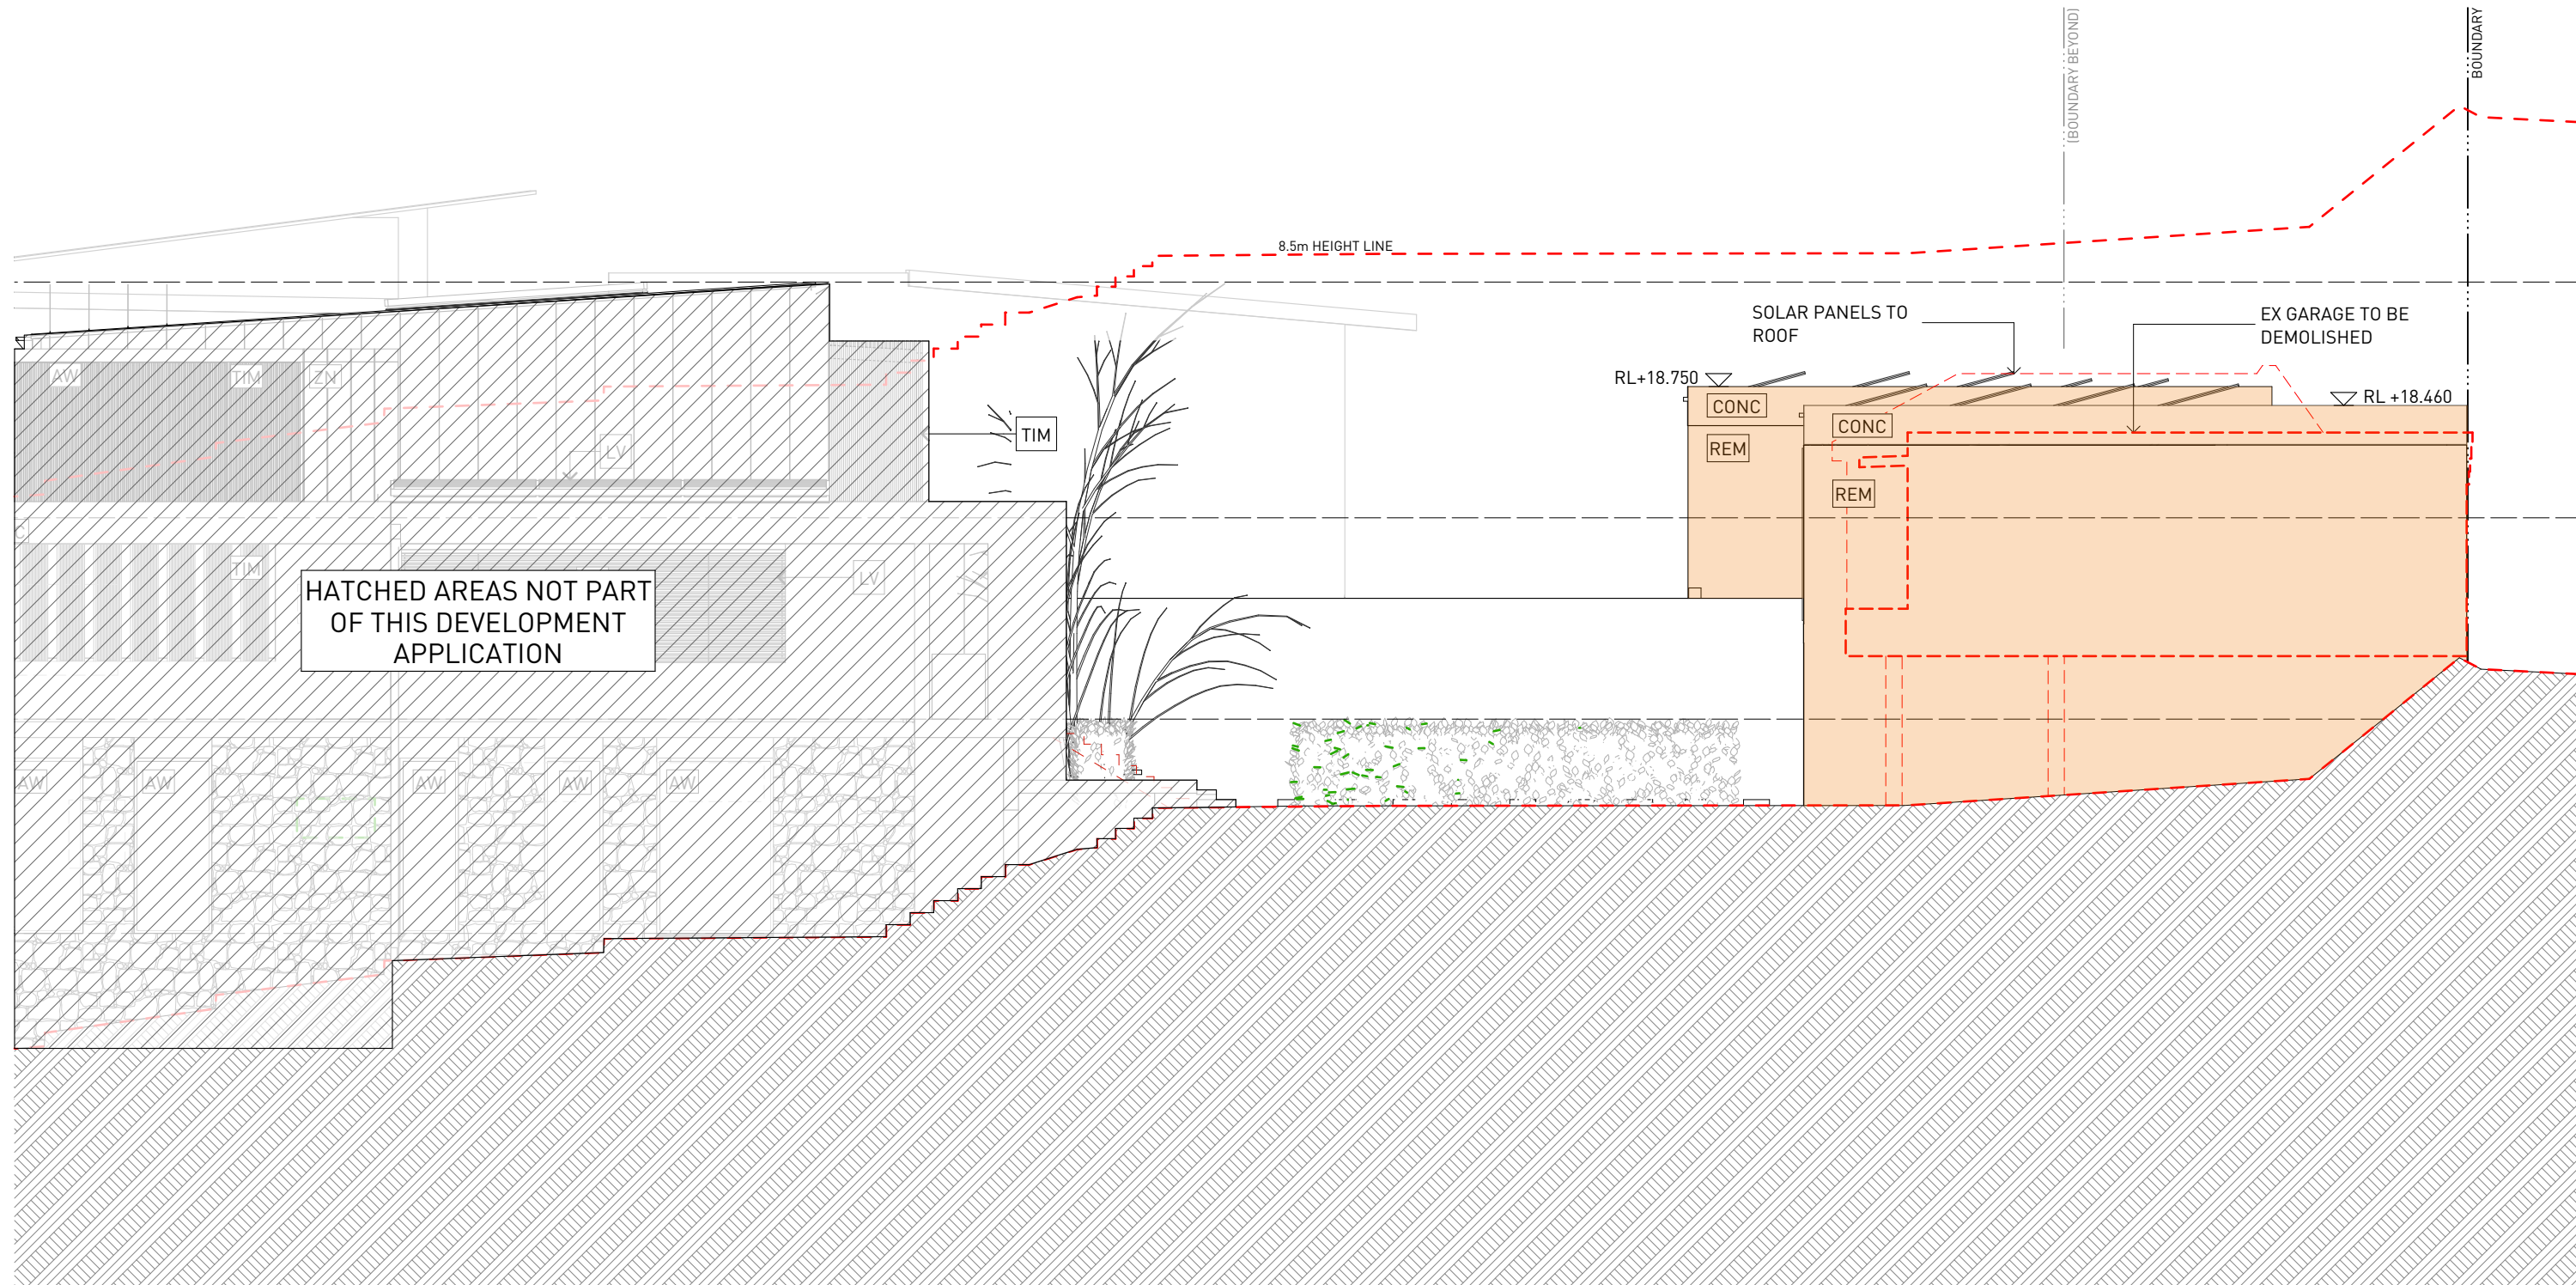 (BOUNDARY BEYOND)
BOUNDARY
8.5m HEIGHT LINE
SOLAR PANELS TO
ROOF
EX GARAGE TO BE
DEMOLISHED
RL+18.750
RL +18.460
AW
TIM
ZN
CONC
CONC
TIM
LV
REM
REM
C
TIM
LV
HATCHED AREAS NOT PART
OF THIS DEVELOPMENT
APPLICATION
AW
AW
AW
AW
AW